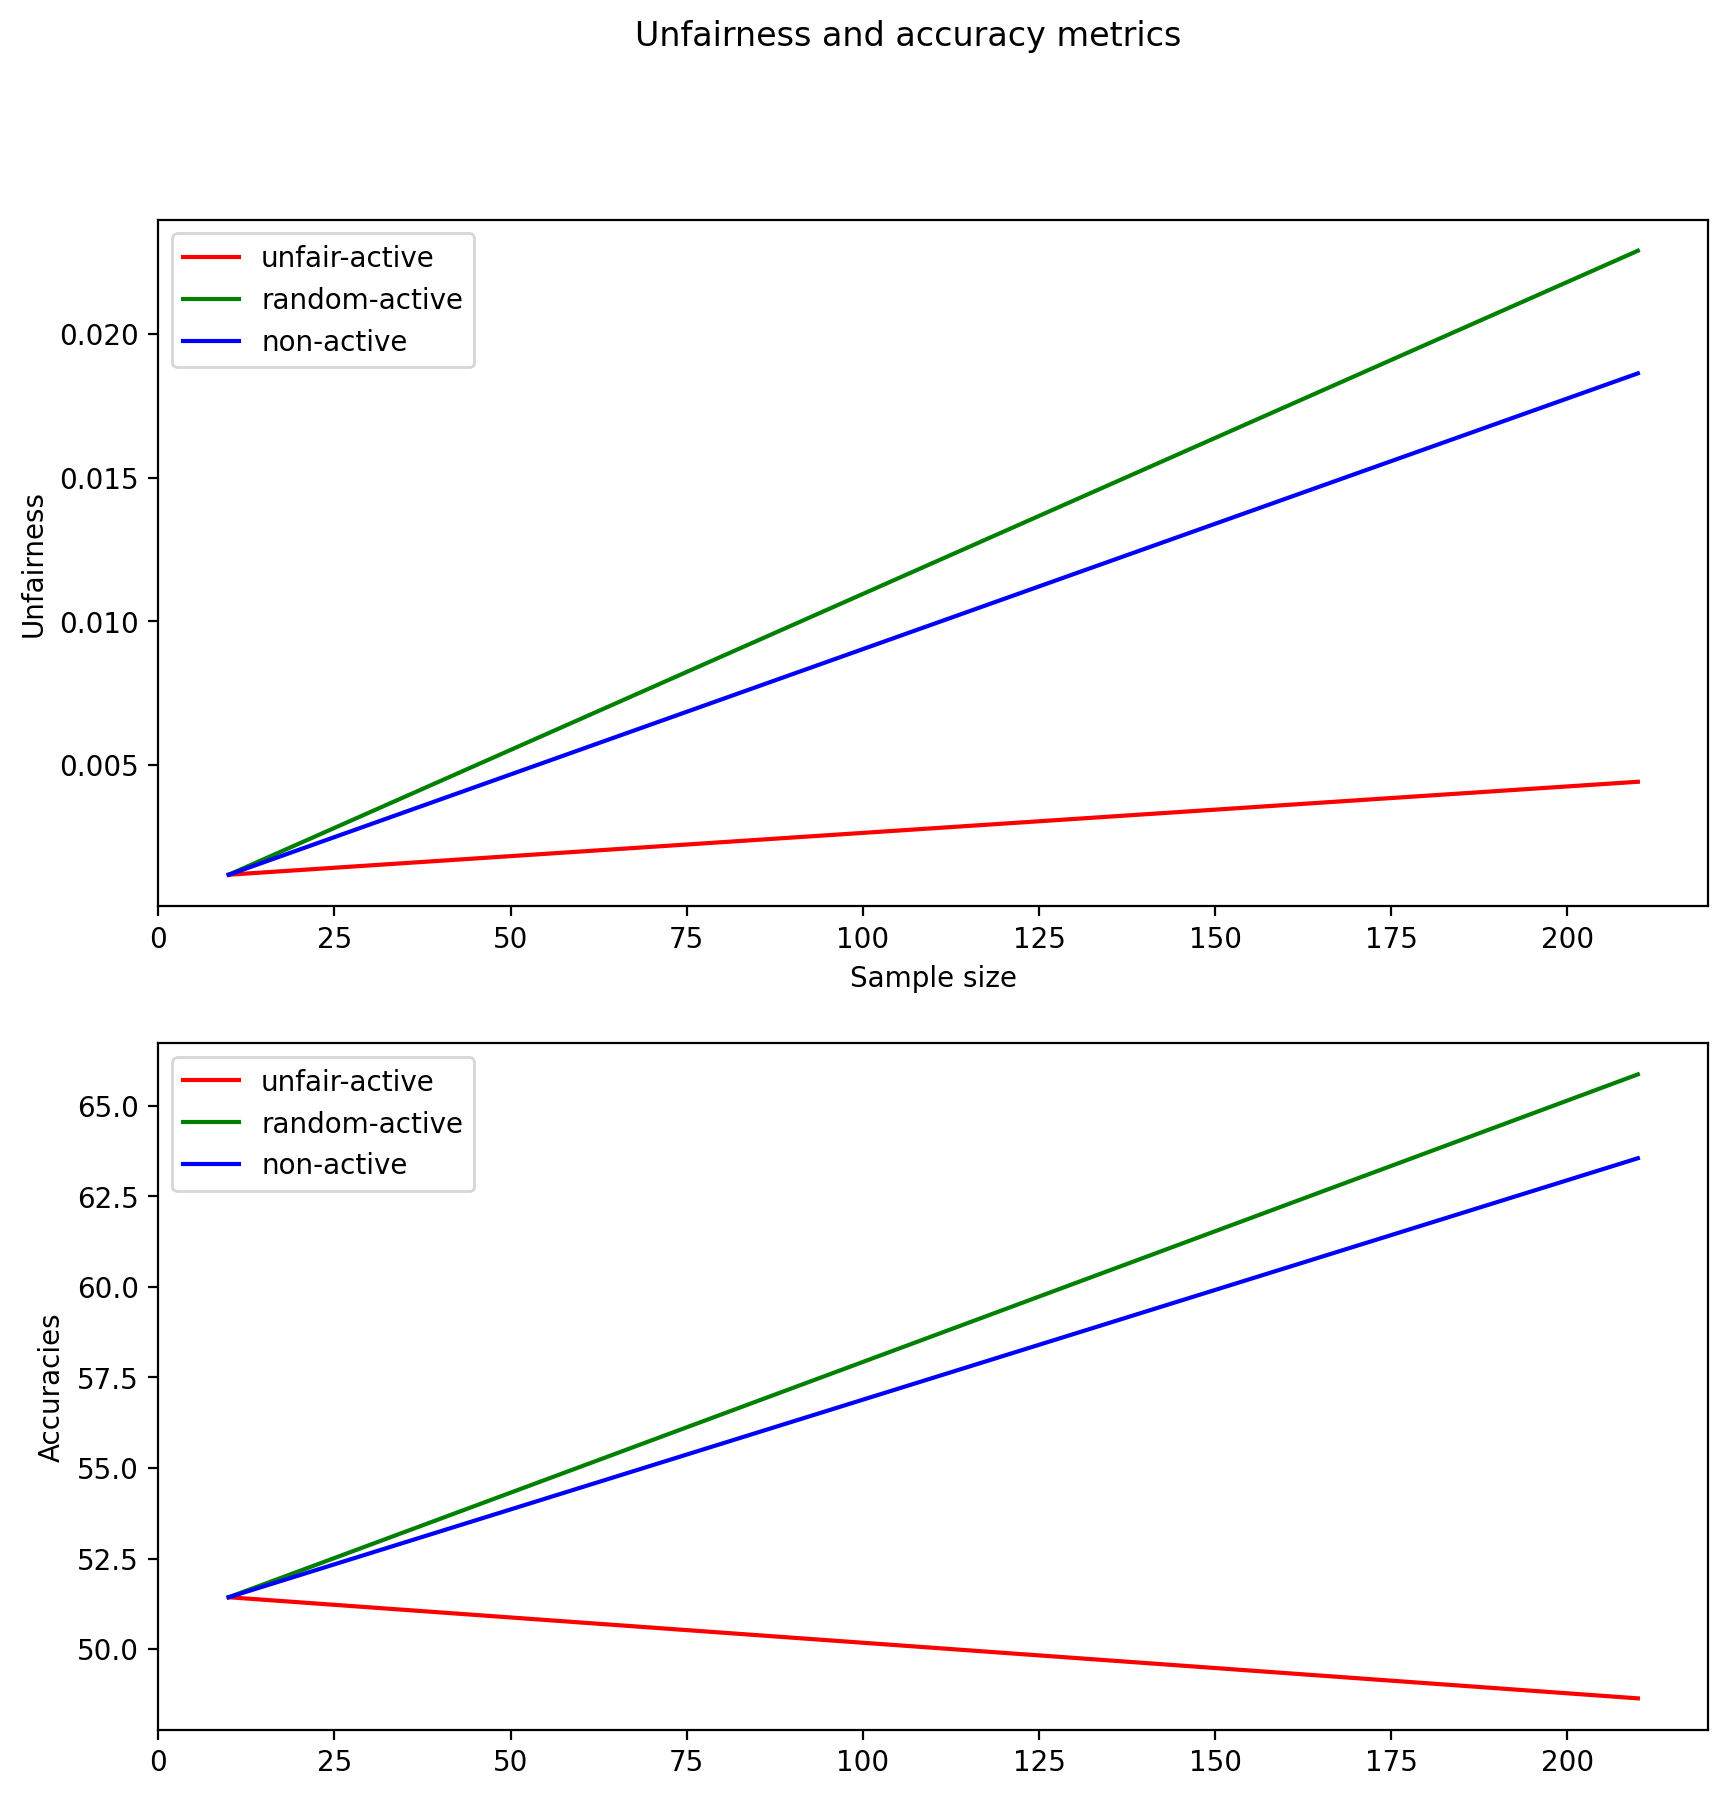 Unfairness and accuracy metrics
unfair-active
random-active
non-active
0.020
0.015
0.010
0.005
Unfairness
0 25 50 75 100 125 150 175 200
Sample size
unfair-active
random-active
non-active
65.0
62.5
60.0
57.5
55.0
52.5
50.0
Accuracies
0 25 50 75 100 125 150 175 200